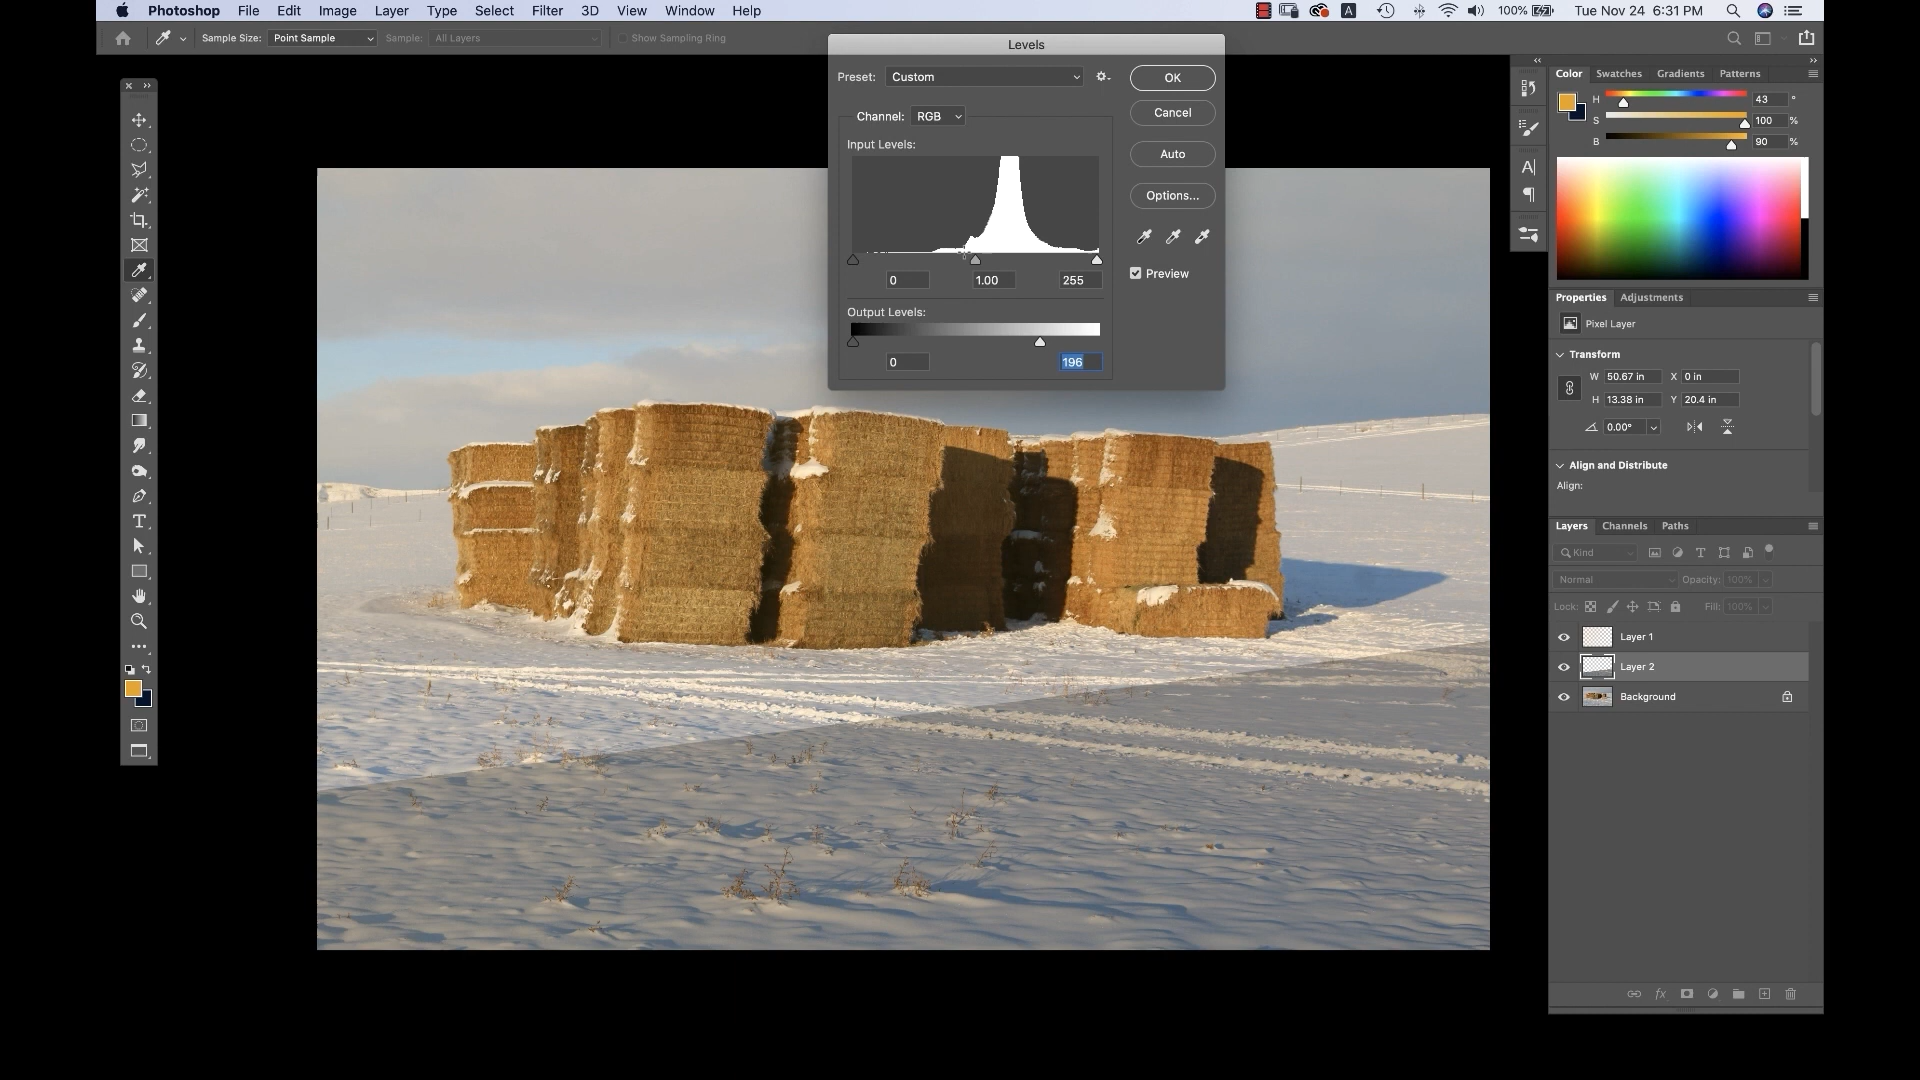 Photoshop File Edit Image Layer Type Select Filter 3D View Window Help A 100% Tue Nov 24 6:31 PM
Sample Size: Point Sample Sample: All Layers Show Sampling Ring
Levels
Preset: Custom
OK
Channel: RGB
Cancel
Input Levels:
Auto
Options...
Preview
0 1.00 255
Output Levels:
0 196
Color Swatches Gradients Patterns
H 43 °
S 100 %
B 90 %
A
Properties Adjustments
Pixel Layer
Transform
W 50.67 in X 0 in
H 13.38 in Y 20.4 in
0.00°
Align and Distribute
Align:
Layers Channels Paths
Kind
Normal Opacity: 100%
Lock: Fill: 100%
Layer 1
Layer 2
Background
fx
T